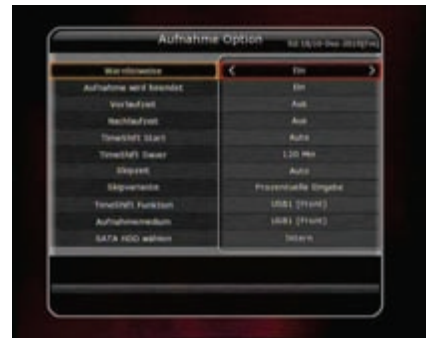 Aufnahme Option
Warnhinweise Ein
Aufnahme wird beendet Ein
Vorlaufzeit Aus
Nachlaufzeit Aus
TimeShift Start Auto
TimeShift Dauer 120 Min
Skipzeit Auto
Skipvariante Prozentuelle Eingabe
TimeShift Funktion USB1 (Front)
Aufnahmemedium USB1 (Front)
SATA HDD wählen Intern